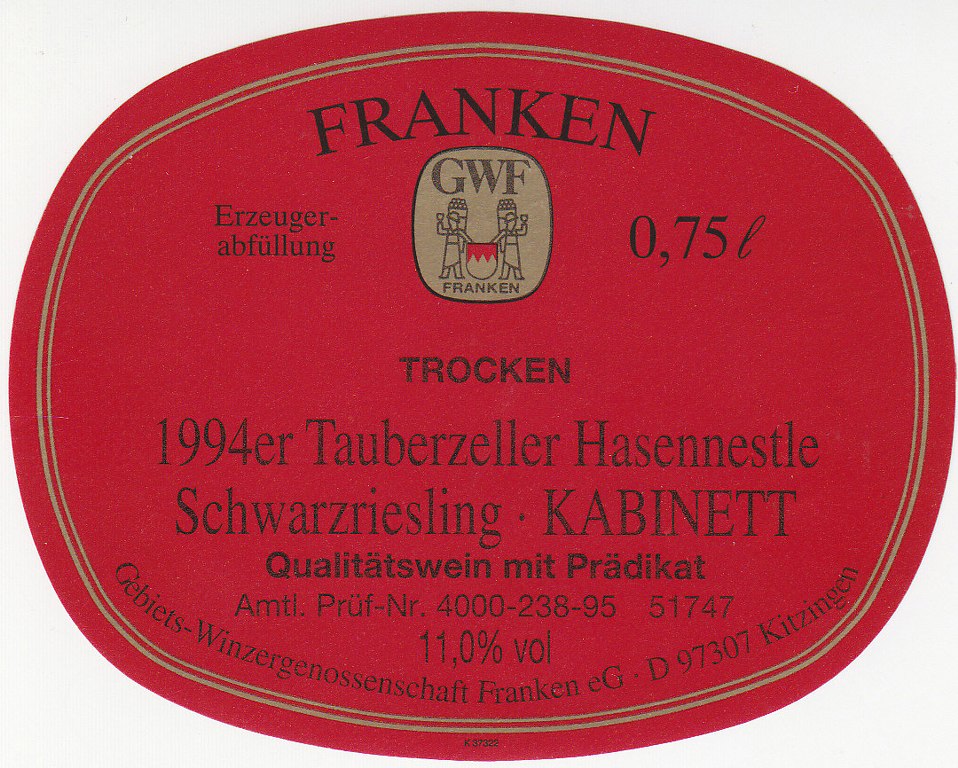 FRANKEN
GWF
FRANKEN
Erzeuger-
abfüllung
0,75 ℓ
TROCKEN
1994er Tauberzeller Hasennestle
Schwarzriesling · KABINETT
Qualitätswein mit Prädikat
Amtl. Prüf-Nr. 4000-238-95 51747
11,0% vol
Gebiets-Winzergenossenschaft Franken eG · D 97307 Kitzingen
K 37322